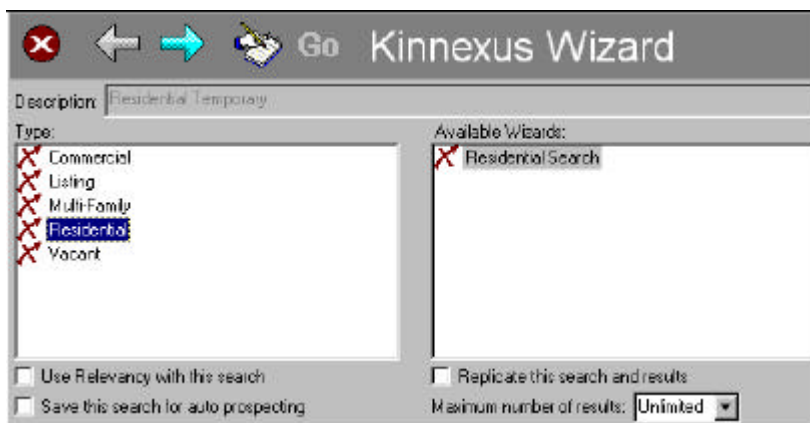 Go Kinnexus Wizard
Description: Residential Temporary
Type:
Commercial
Listing
Multi-Family
Residential
Vacant
Available Wizards:
Residential Search
Use Relevancy with this search
Save this search for auto prospecting
Replicate this search and results
Maximum number of results: Unlimited